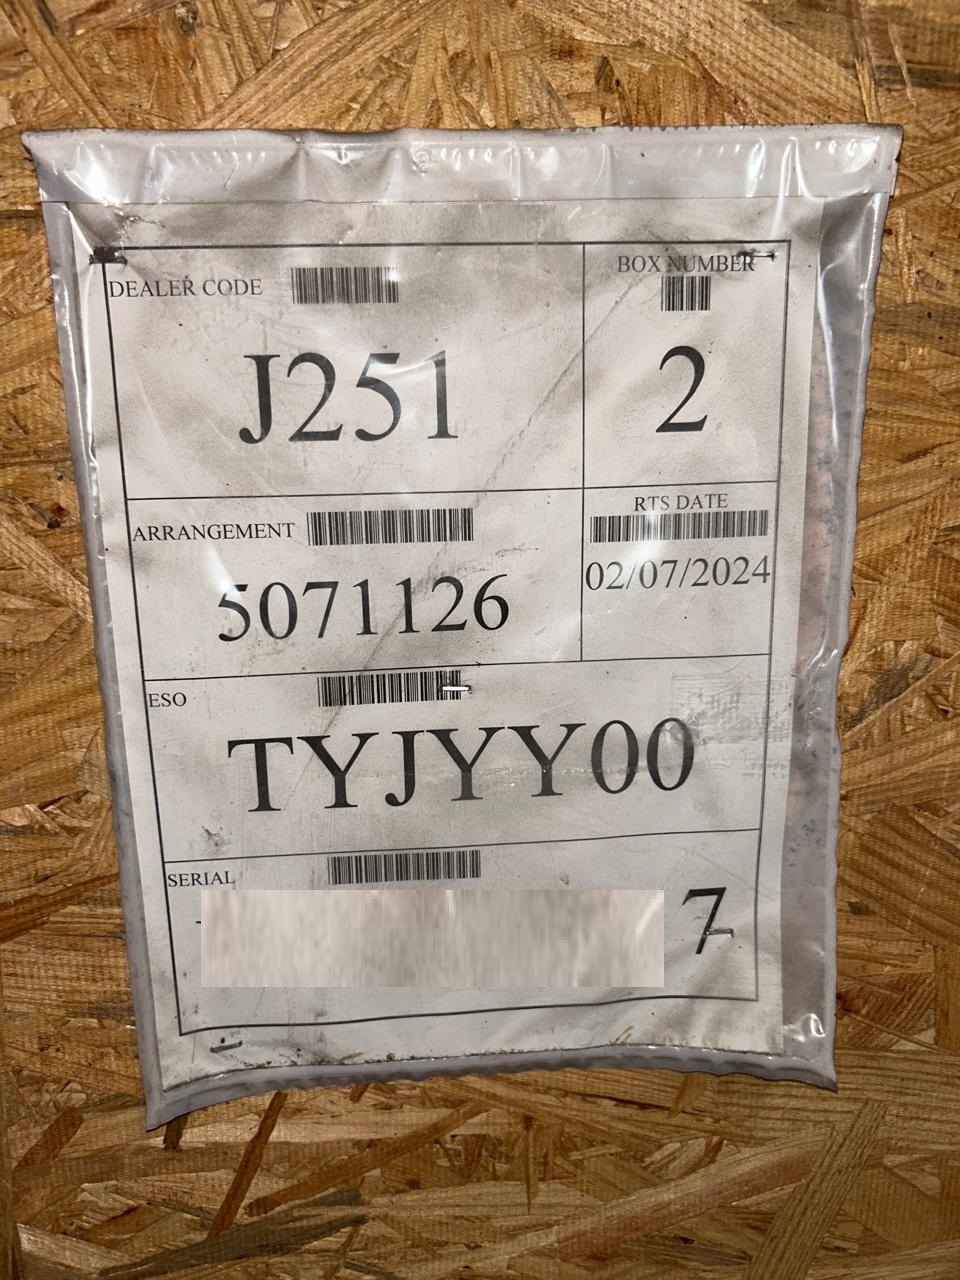 DEALER CODE
J251
BOX NUMBER
2
ARRANGEMENT
5071126
RTS DATE
02/07/2024
ESO
TYJYY00
SERIAL
7